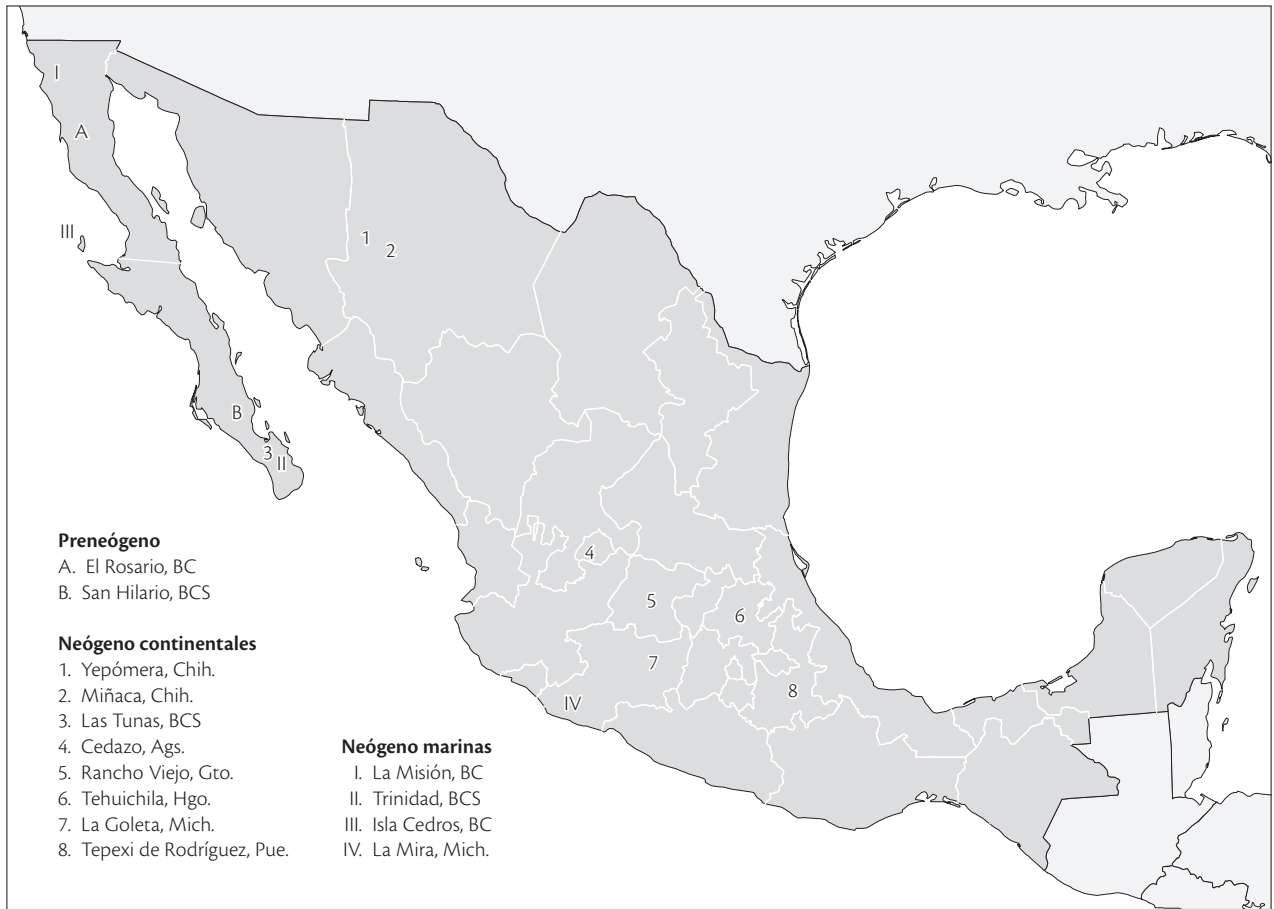 I
A
III
1
2
B
3
II
4
5
6
7
8
IV
Preneógeno
A. El Rosario, BC
B. San Hilario, BCS
Neógeno continentales
1. Yepómera, Chih.
2. Miñaca, Chih.
3. Las Tunas, BCS
4. Cedazo, Ags.
5. Rancho Viejo, Gto.
6. Tehuichila, Hgo.
7. La Goleta, Mich.
8. Tepexi de Rodríguez, Pue.
Neógeno marinas
I. La Misión, BC
II. Trinidad, BCS
III. Isla Cedros, BC
IV. La Mira, Mich.